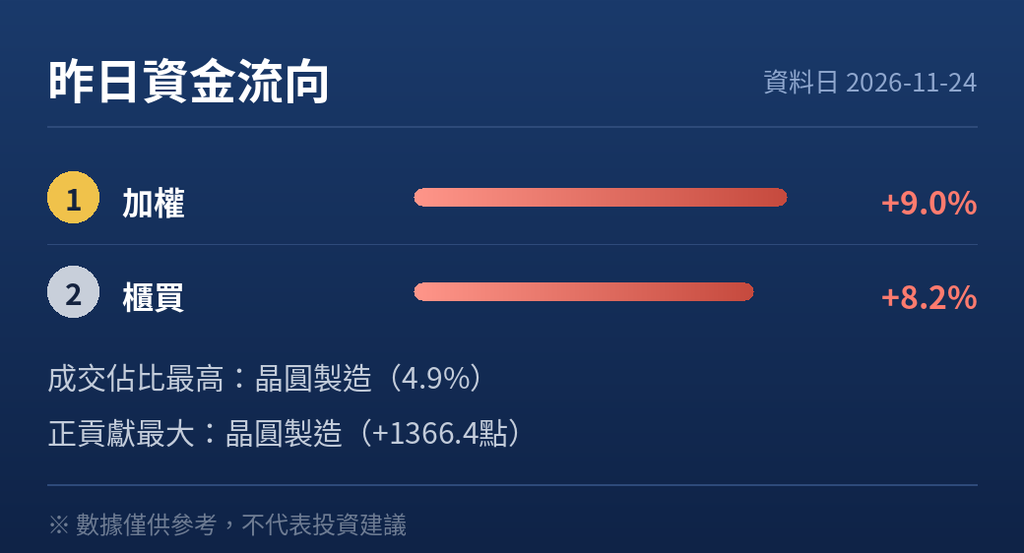 昨日資金流向
資料日 2026-11-24
1 加權 +9.0%
2 櫃買 +8.2%
成交佔比最高：晶圓製造（4.9%）
正貢獻最大：晶圓製造（+1366.4點）
※ 數據僅供參考，不代表投資建議